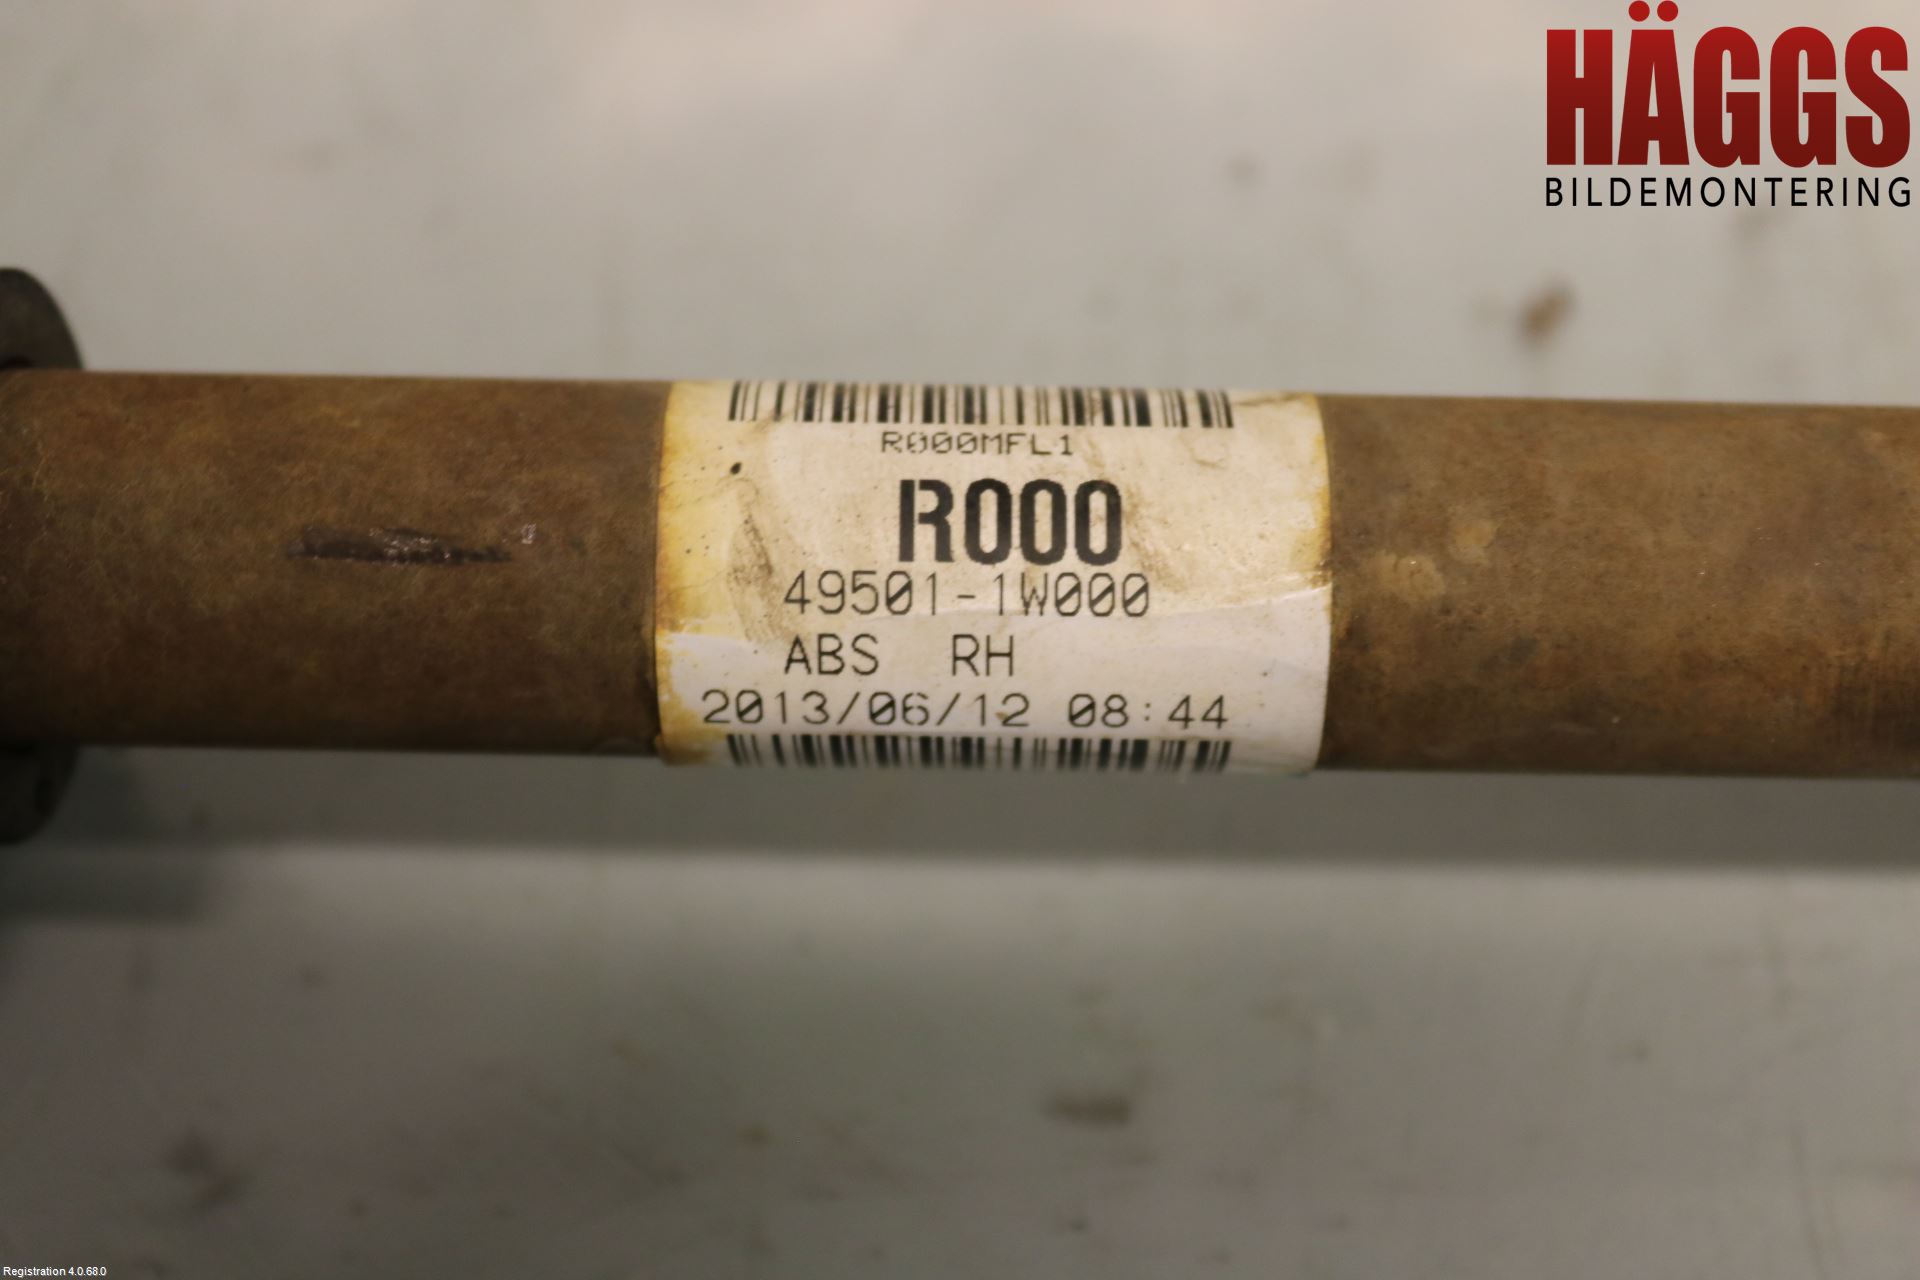 HÄGGS
BILDEMONTERING
R000MFL1
R000
49501-1W000
ABS RH
2013/06/12 08:44
Registration 4.0.68.0